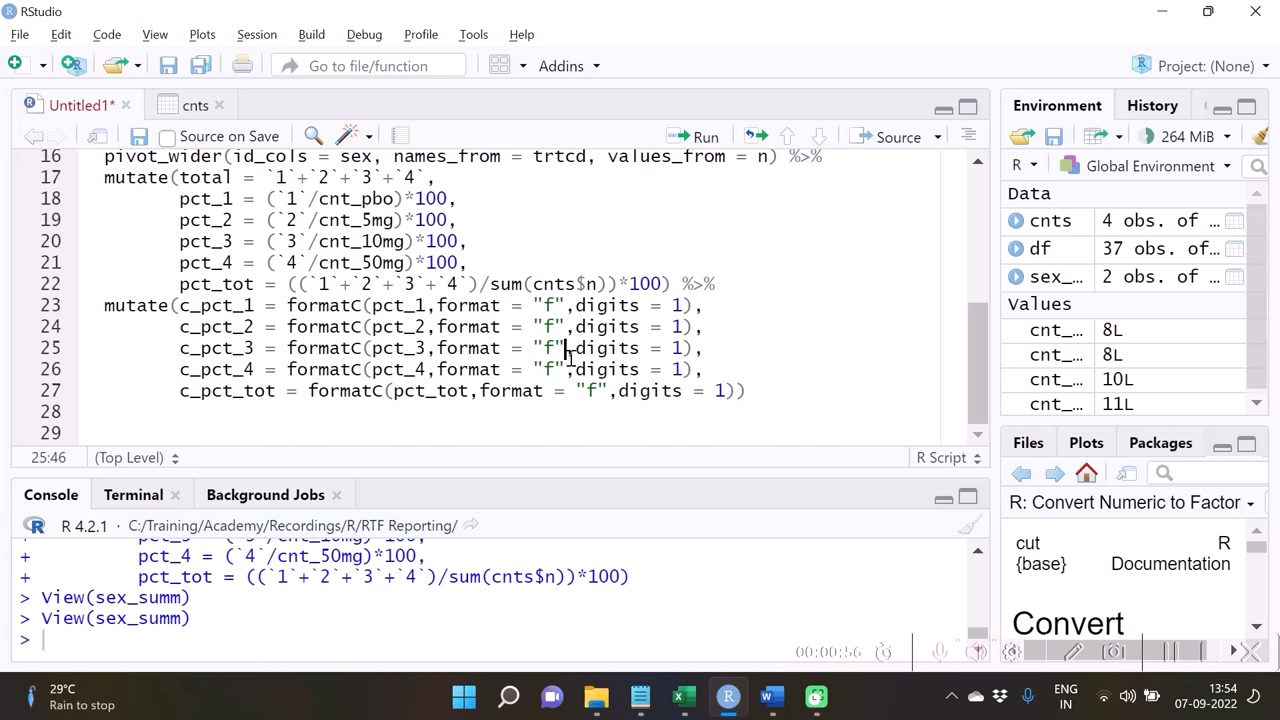 RStudio
File Edit Code View Plots Session Build Debug Profile Tools Help
Go to file/function Addins Project: (None)
Untitled1* cnts
Source on Save Run Source
16 pivot_wider(id_cols = sex, names_from = trtcd, values_from = n) %>%
17 mutate(total = `1`+`2`+`3`+`4`,
18 pct_1 = (`1`/cnt_pbo)*100,
19 pct_2 = (`2`/cnt_5mg)*100,
20 pct_3 = (`3`/cnt_10mg)*100,
21 pct_4 = (`4`/cnt_50mg)*100,
22 pct_tot = ((`1`+`2`+`3`+`4`)/sum(cnts$n))*100) %>%
23 mutate(c_pct_1 = formatC(pct_1,format = "f",digits = 1),
24 c_pct_2 = formatC(pct_2,format = "f",digits = 1),
25 c_pct_3 = formatC(pct_3,format = "f",digits = 1),
26 c_pct_4 = formatC(pct_4,format = "f",digits = 1),
27 c_pct_tot = formatC(pct_tot,format = "f",digits = 1))
28
29
25:46 (Top Level) R Script
Console Terminal Background Jobs
R 4.2.1 · C:/Training/Academy/Recordings/R/RTF Reporting/
+ pct_4 = (`4`/cnt_50mg)*100,
+ pct_tot = ((`1`+`2`+`3`+`4`)/sum(cnts$n))*100)
> View(sex_summ)
> View(sex_summ)
>
Environment History
264 MiB
R Global Environment
Data
cnts 4 obs. of …
df 37 obs. of…
sex_… 2 obs. of …
Values
cnt_… 8L
cnt_… 8L
cnt_… 10L
cnt_… 11L
Files Plots Packages
R: Convert Numeric to Factor
cut R
{base} Documentation
Convert
00:00:56
29°C
Rain to stop
ENG
IN
13:54
07-09-2022